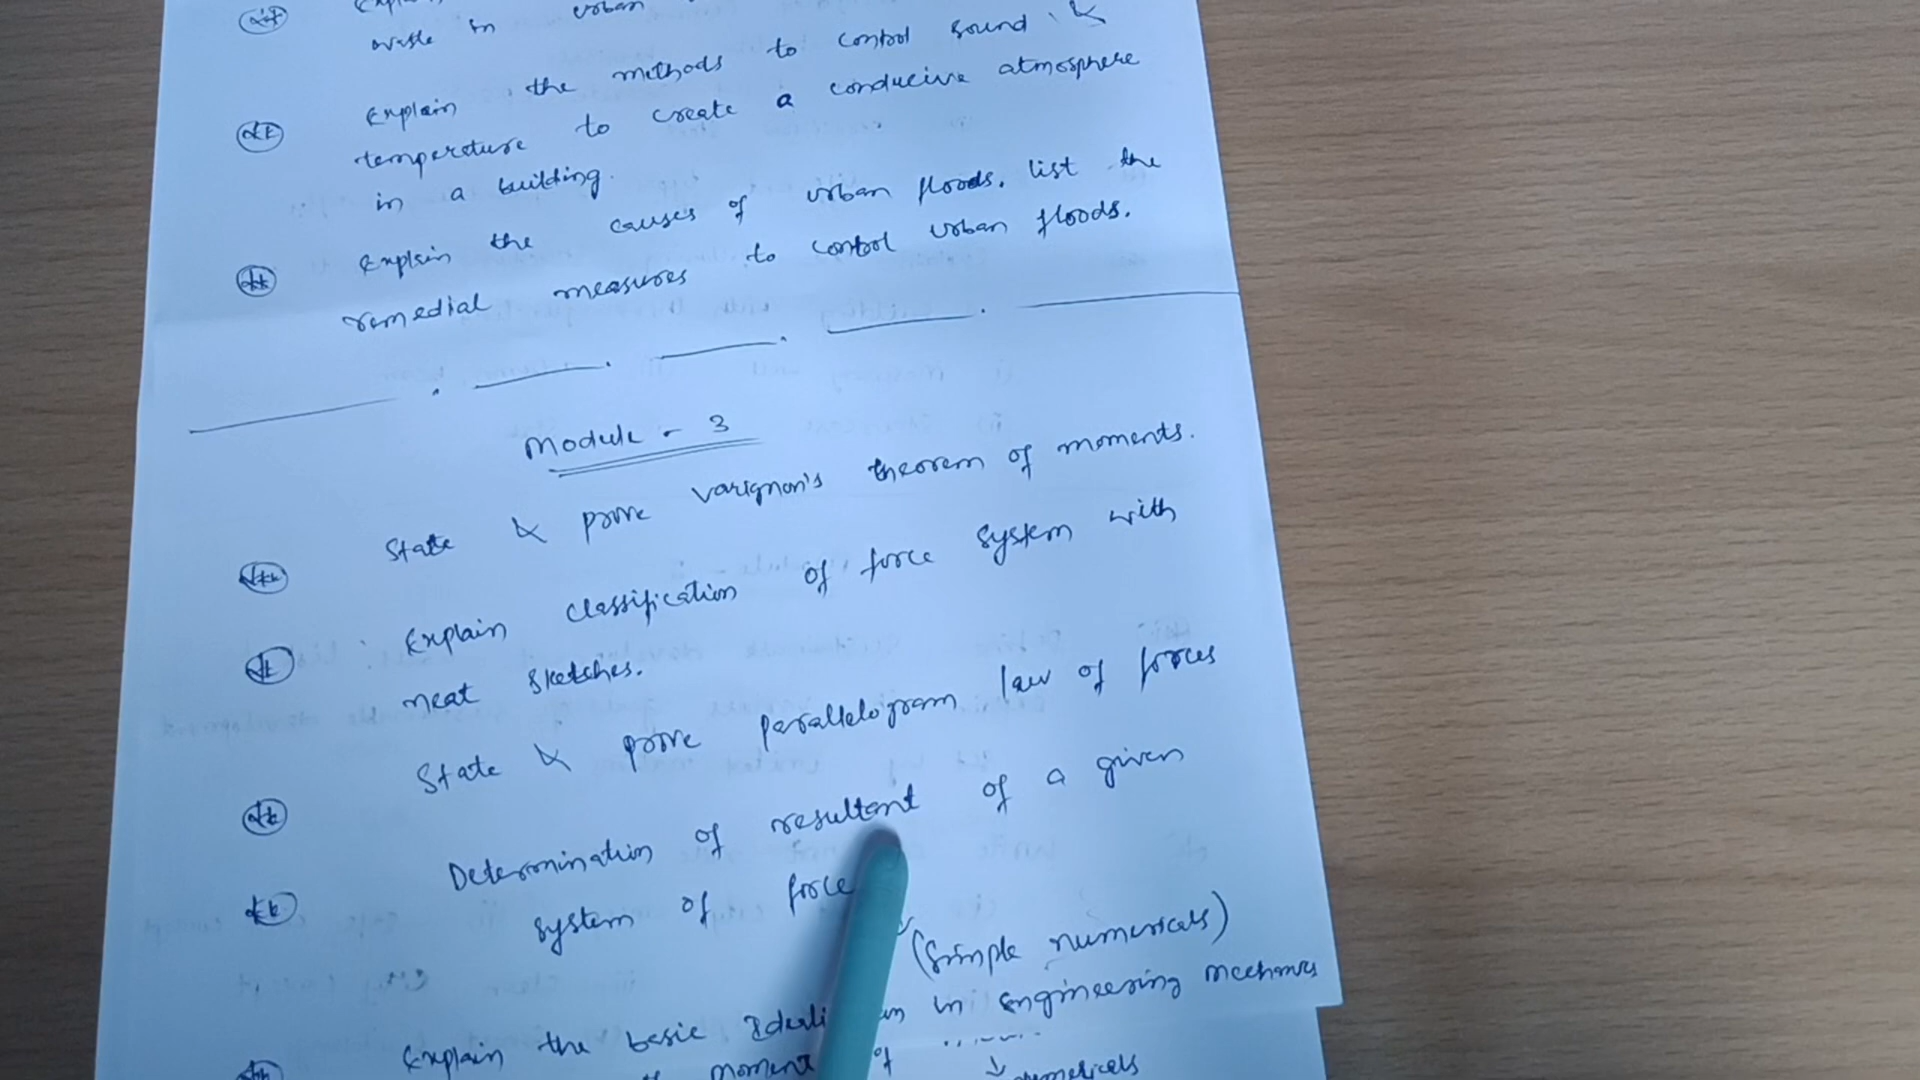 waste in urban
Explain the methods to control sound &
temperature to create a conducive atmosphere
in a building.
Explain the causes of urban floods. list the
remedial measures to control urban floods.
Module - 3
State & prove varignon's theorem of moments.
Explain classification of force system with
neat sketches.
State & prove parallelogram law of forces
Determination of resultant of a given
system of force
(Simple numericals)
Explain the basic in engineering
moment of
numericals